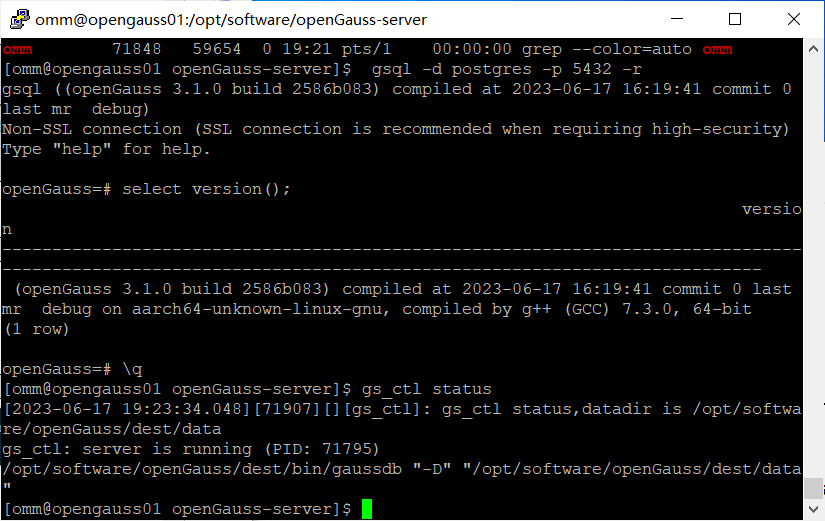 omm@opengauss01:/opt/software/openGauss-server
omm        71848   59654  0 19:21 pts/1    00:00:00 grep --color=auto omm
[omm@opengauss01 openGauss-server]$  gsql -d postgres -p 5432 -r
gsql ((openGauss 3.1.0 build 2586b083) compiled at 2023-06-17 16:19:41 commit 0
last mr  debug)
Non-SSL connection (SSL connection is recommended when requiring high-security)
Type "help" for help.
openGauss=# select version();
versio
n
--------------------------------------------------------------------------------
----------------------------------------------------------------------------
 (openGauss 3.1.0 build 2586b083) compiled at 2023-06-17 16:19:41 commit 0 last
mr  debug on aarch64-unknown-linux-gnu, compiled by g++ (GCC) 7.3.0, 64-bit
(1 row)
openGauss=# \q
[omm@opengauss01 openGauss-server]$ gs_ctl status
[2023-06-17 19:23:34.048][71907][][gs_ctl]: gs_ctl status,datadir is /opt/softwa
re/openGauss/dest/data
gs_ctl: server is running (PID: 71795)
/opt/software/openGauss/dest/bin/gaussdb "-D" "/opt/software/openGauss/dest/data
"
[omm@opengauss01 openGauss-server]$